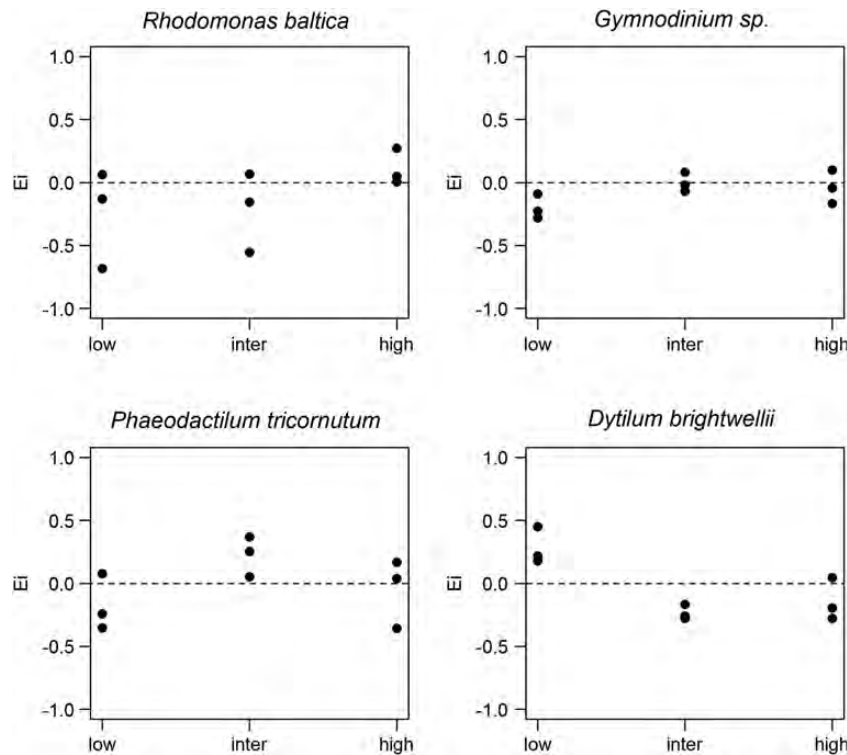 Rhodomonas baltica
Gymnodinium sp.
1.0
0.5
0.0
-0.5
-1.0
Ei
low inter high
1.0
0.5
0.0
-0.5
-1.0
Ei
low inter high
Phaeodactilum tricornutum
Dytilum brightwellii
1.0
0.5
0.0
-0.5
-1.0
Ei
low inter high
1.0
0.5
0.0
-0.5
-1.0
Ei
low inter high